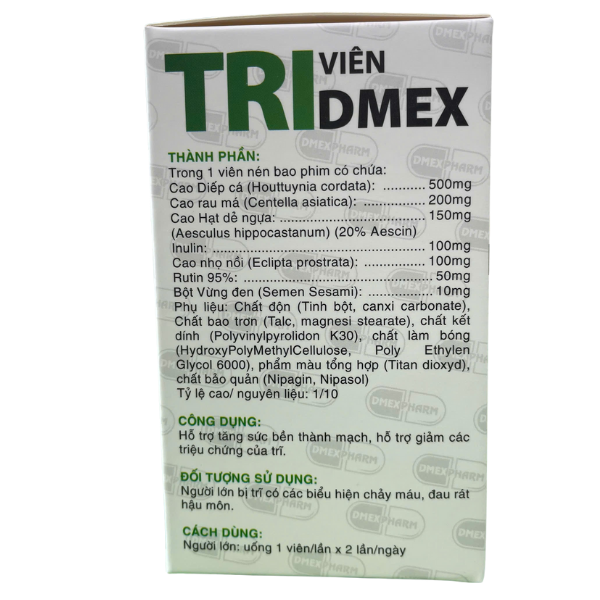 TRI VIÊN
DMEX
THÀNH PHẦN:
Trong 1 viên nén bao phim có chứa:
Cao Diếp cá (Houttuynia cordata): ........... 500mg
Cao rau má (Centella asiatica): ............... 200mg
Cao Hạt dẻ ngựa: ................................... 150mg
(Aesculus hippocastanum) (20% Aescin)
Inulin: ..................................................... 100mg
Cao nhọ nồi (Eclipta prostrata): .............. 100mg
Rutin 95%: ............................................... 50mg
Bột Vừng đen (Semen Sesami): .............. 10mg
Phụ liệu: Chất độn (Tinh bột, canxi carbonate),
Chất bao trơn (Talc, magnesi stearate), chất kết
dính (Polyvinylpyrolidon K30), chất làm bóng
(HydroxyPolyMethylCellulose, Poly Ethylen
Glycol 6000), phẩm màu tổng hợp (Titan dioxyd),
chất bảo quản (Nipagin, Nipasol)
Tỷ lệ cao/ nguyên liệu: 1/10
CÔNG DỤNG:
Hỗ trợ tăng sức bền thành mạch, hỗ trợ giảm các
triệu chứng của trĩ.
ĐỐI TƯỢNG SỬ DỤNG:
Người lớn bị trĩ có các biểu hiện chảy máu, đau rát
hậu môn.
CÁCH DÙNG:
Người lớn: uống 1 viên/lần x 2 lần/ngày